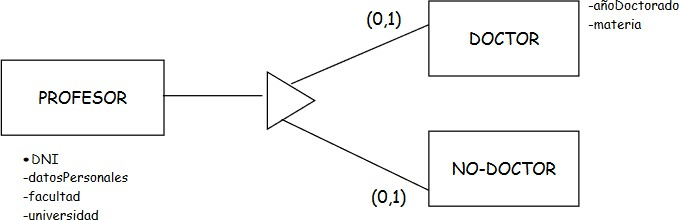 PROFESOR
• DNI
-datosPersonales
-facultad
-universidad
(0,1)
DOCTOR
-añoDoctorado
-materia
(0,1)
NO-DOCTOR